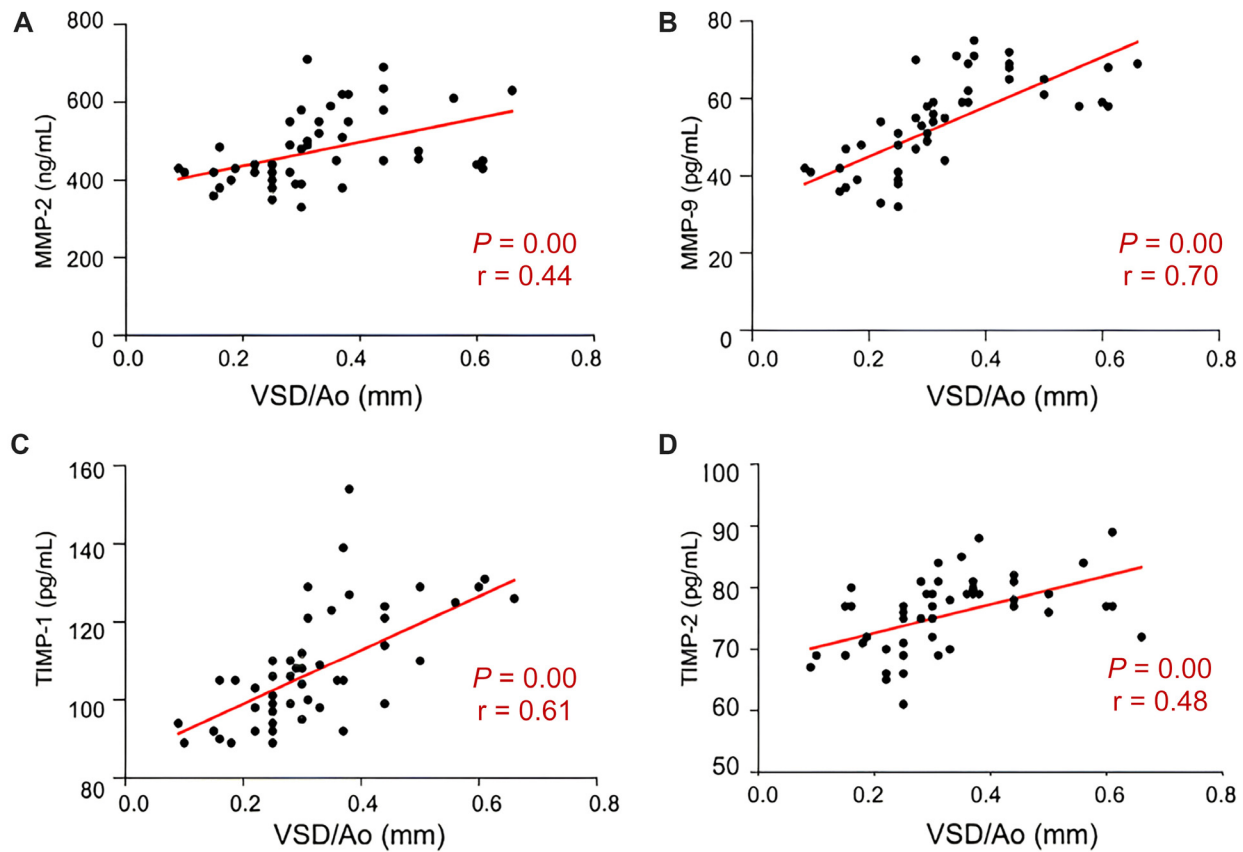 A
MMP-2 (ng/mL)
800
600
400
200
0
0.0 0.2 0.4 0.6 0.8
VSD/Ao (mm)
P = 0.00
r = 0.44
B
MMP-9 (pg/mL)
80
60
40
20
0
0.0 0.2 0.4 0.6 0.8
VSD/Ao (mm)
P = 0.00
r = 0.70
C
TIMP-1 (pg/mL)
160
140
120
100
80
0.0 0.2 0.4 0.6 0.8
VSD/Ao (mm)
P = 0.00
r = 0.61
D
TIMP-2 (pg/mL)
100
90
80
70
60
50
0.0 0.2 0.4 0.6 0.8
VSD/Ao (mm)
P = 0.00
r = 0.48